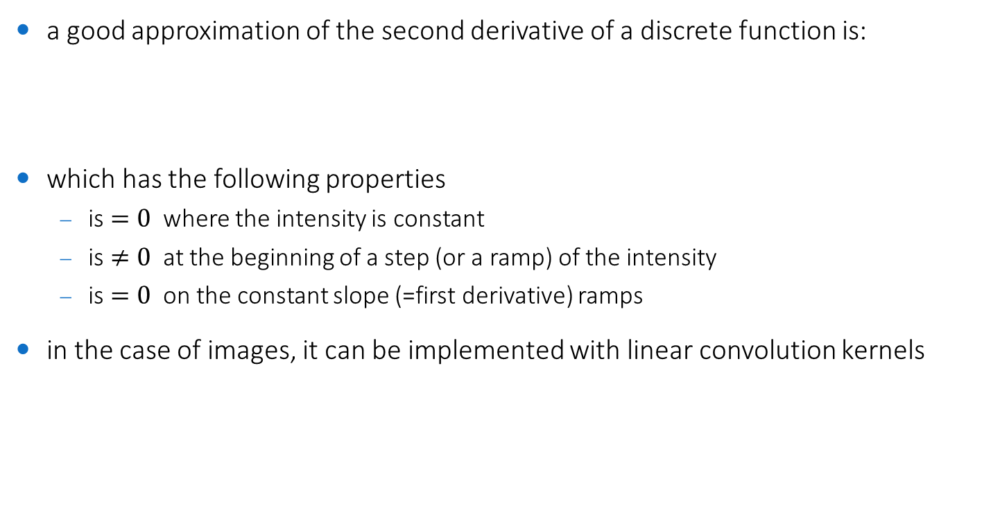 • a good approximation of the second derivative of a discrete function is:
• which has the following properties
– is = 0 where the intensity is constant
– is ≠ 0 at the beginning of a step (or a ramp) of the intensity
– is = 0 on the constant slope (=first derivative) ramps
• in the case of images, it can be implemented with linear convolution kernels